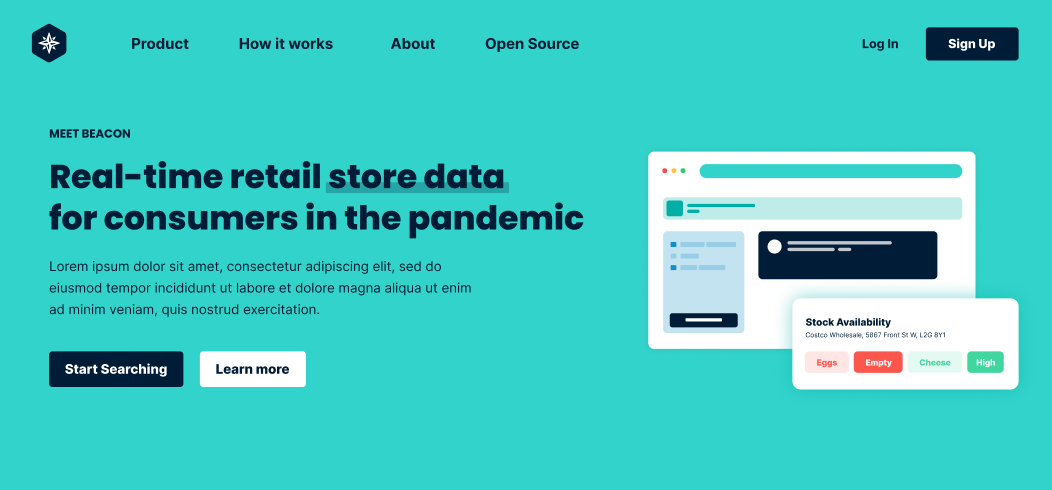 Product
How it works
About
Open Source
Log In
Sign Up
MEET BEACON
Real-time retail store data
for consumers in the pandemic
Lorem ipsum dolor sit amet, consectetur adipiscing elit, sed do
eiusmod tempor incididunt ut labore et dolore magna aliqua ut enim
ad minim veniam, quis nostrud exercitation.
Start Searching
Learn more
Stock Availability
Costco Wholesale, 5867 Front St W, L2G 8Y1
Eggs
Empty
Cheese
High